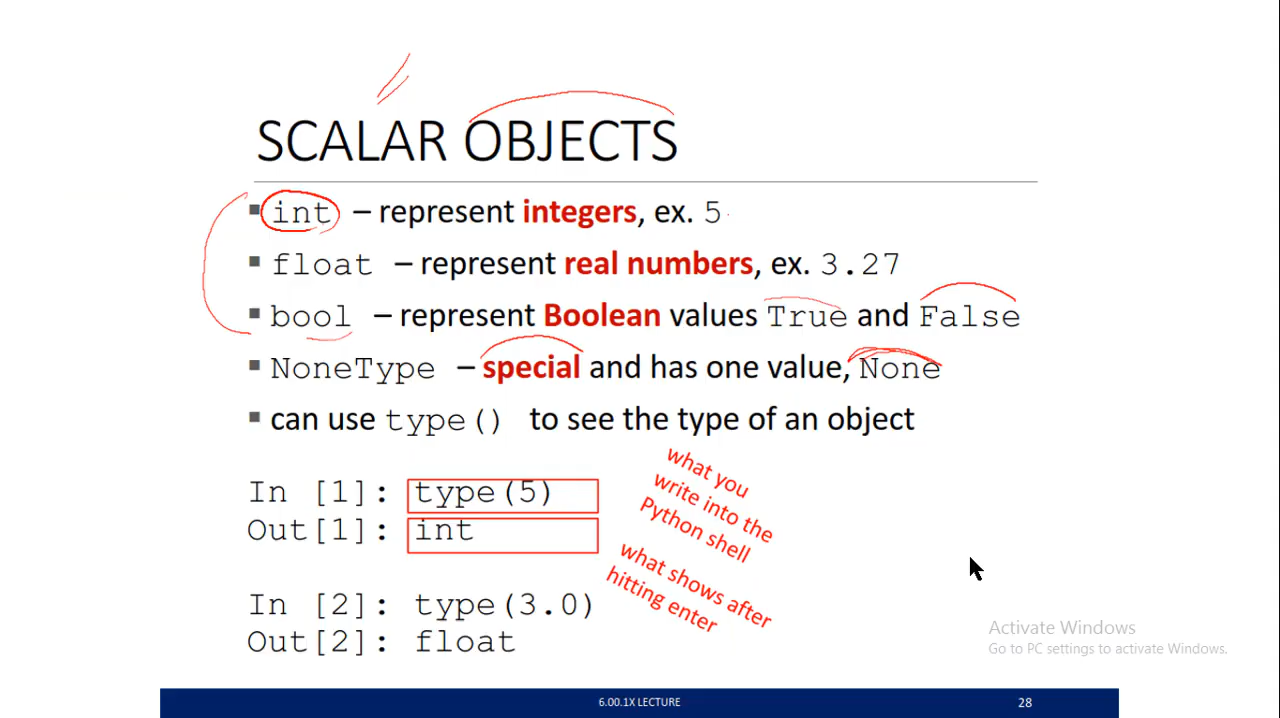 SCALAR OBJECTS
▪ int – represent integers, ex. 5
▪ float – represent real numbers, ex. 3.27
▪ bool – represent Boolean values True and False
▪ NoneType – special and has one value, None
▪ can use type() to see the type of an object
In [1]: type(5)
Out[1]: int
what you
write into the
Python shell
what shows after
hitting enter
In [2]: type(3.0)
Out[2]: float
Activate Windows
Go to PC settings to activate Windows.
6.00.1X LECTURE
28